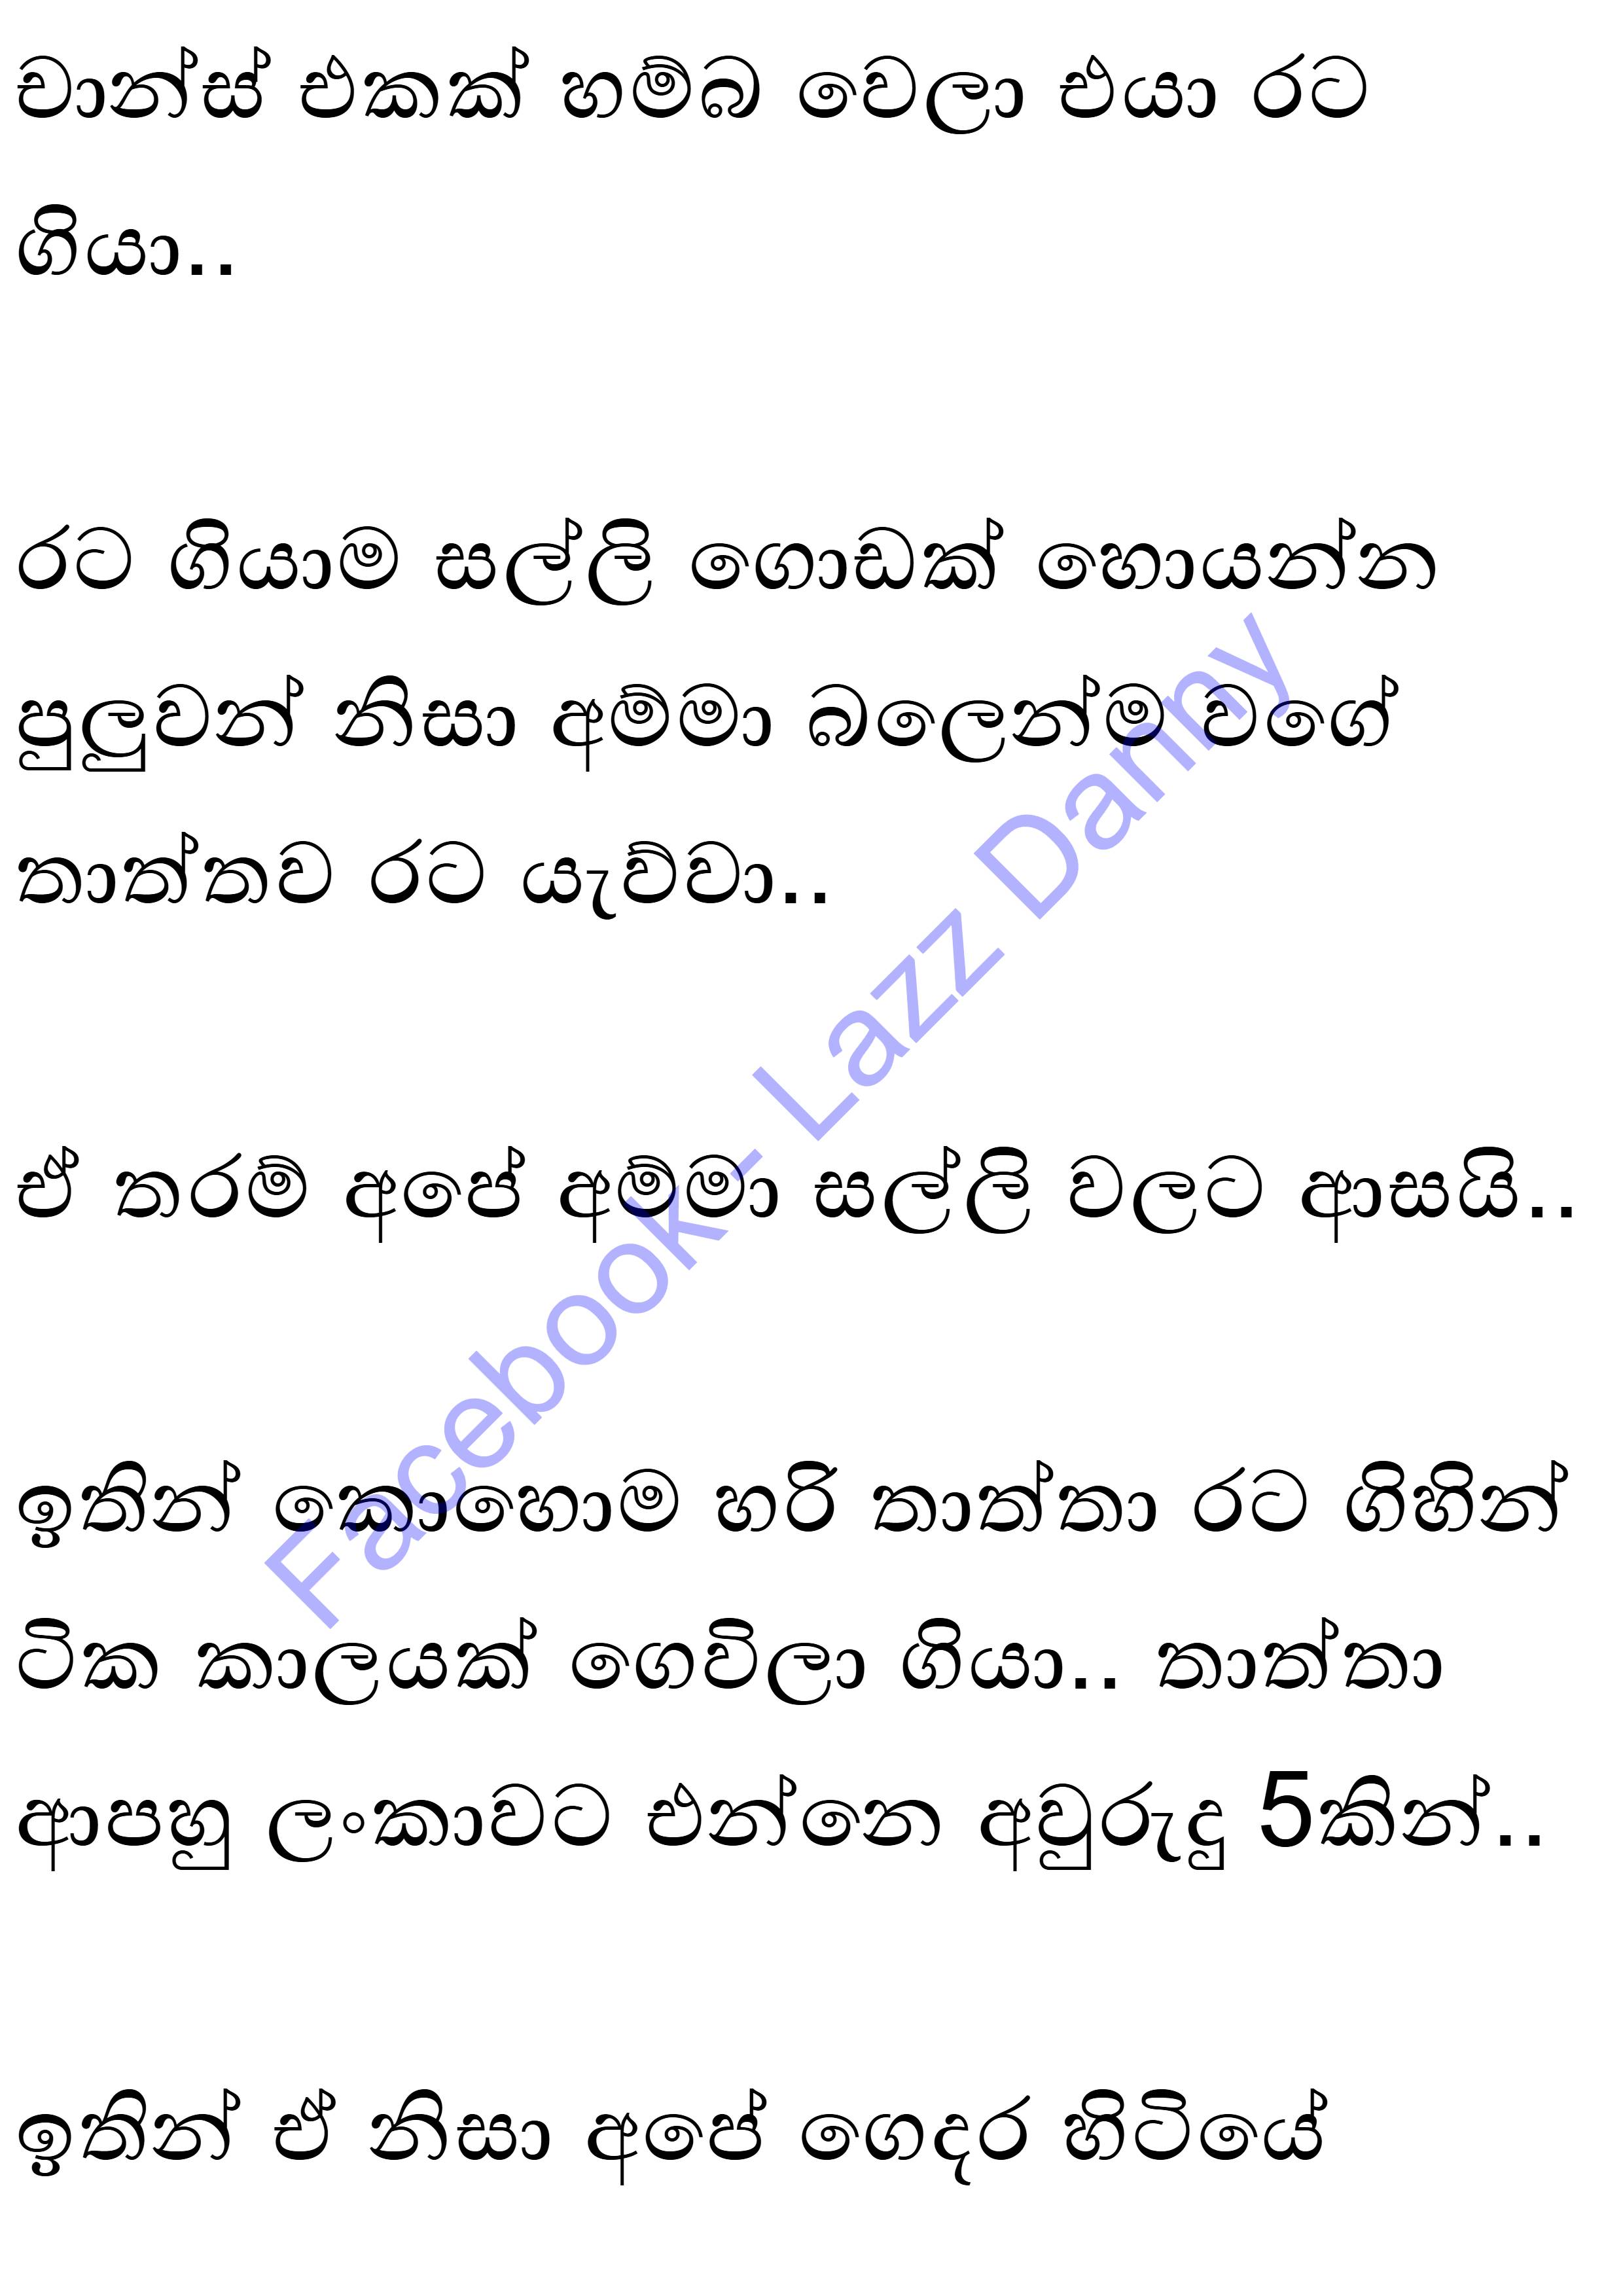 චාන්ස් එකක් හම්බ වෙලා එයා රට
ගියා..
රට ගියාම සල්ලි ගොඩක් හොයන්න
පුලුවන් නිසා අම්මා බලෙන්ම වගේ
තාත්තව රට යැව්වා..
ඒ තරම් අපේ අම්මා සල්ලි වලට ආසයි..
ඉතින් කොහොම හරි තාත්තා රට ගිහින්
ටික කාලයක් ගෙවිලා ගියා.. තාත්තා
ආපහු ලංකාවට එන්නෙ අවුරුදු 5කින්..
ඉතින් ඒ නිසා අපේ ගෙදර හිටියේ
Facebook - Lazz Danny